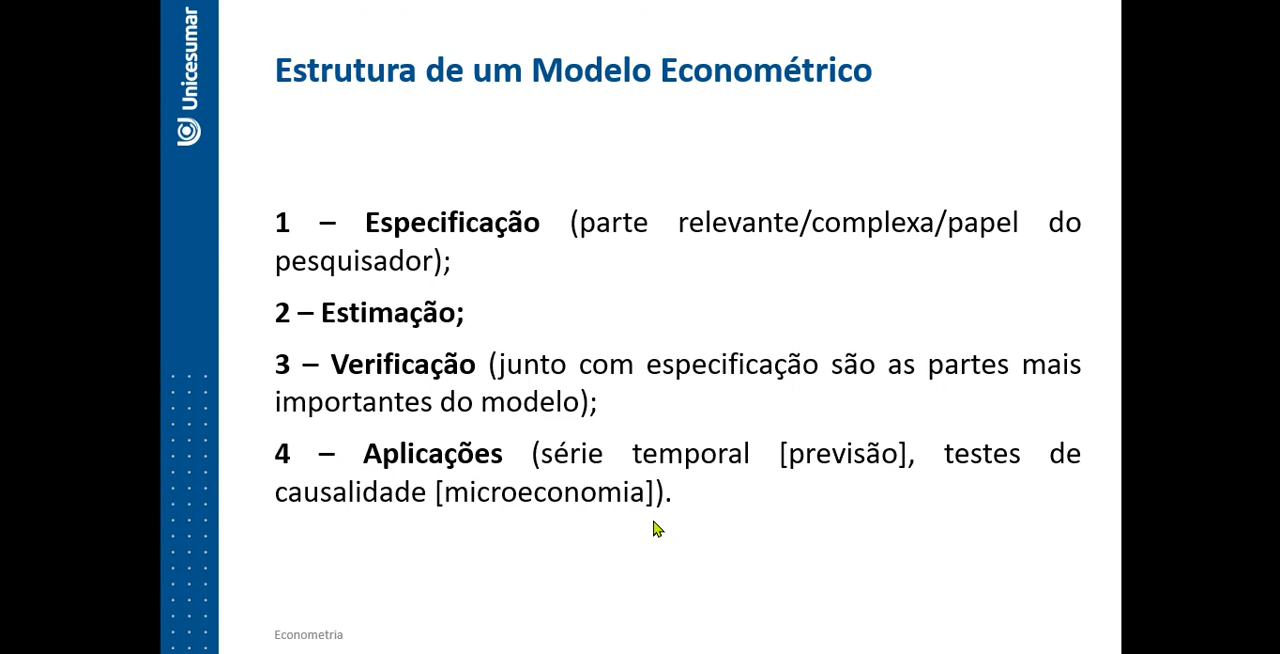 Unicesumar
Estrutura de um Modelo Econométrico
1 – Especificação (parte relevante/complexa/papel do
pesquisador);
2 – Estimação;
3 – Verificação (junto com especificação são as partes mais
importantes do modelo);
4 – Aplicações (série temporal [previsão], testes de
causalidade [microeconomia]).
Econometria